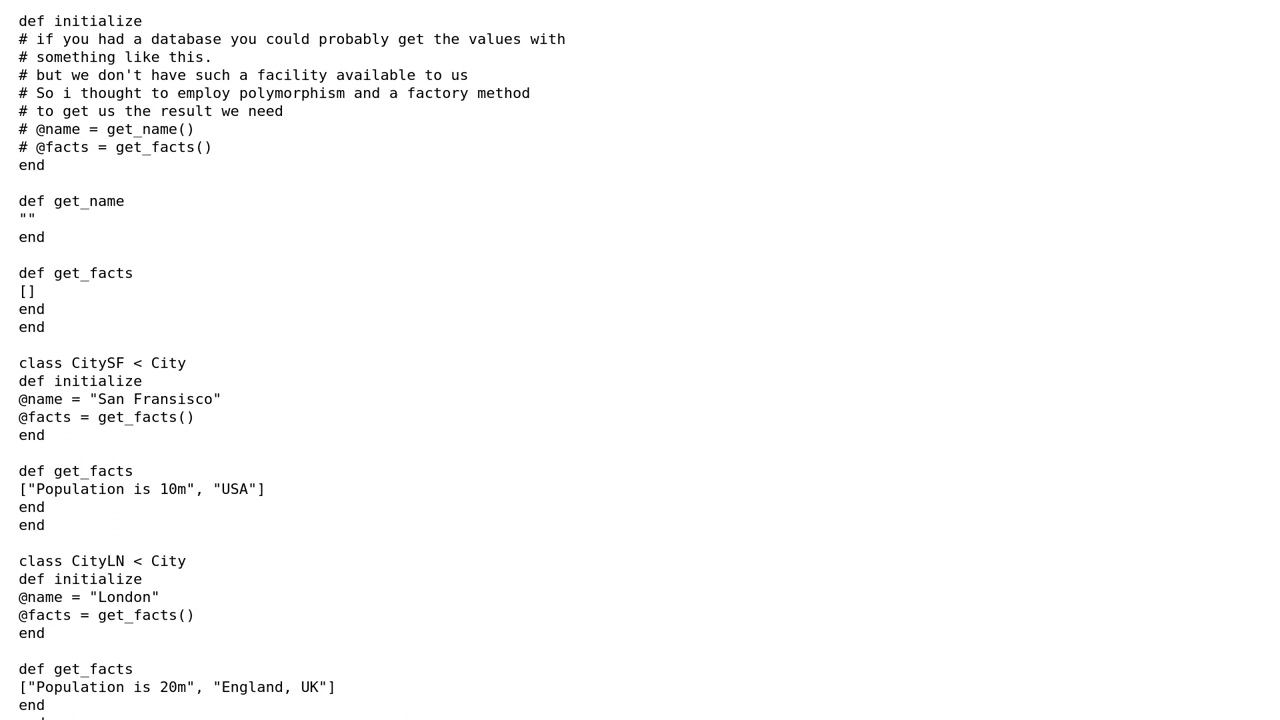 def initialize
# if you had a database you could probably get the values with
# something like this.
# but we don't have such a facility available to us
# So i thought to employ polymorphism and a factory method
# to get us the result we need
# @name = get_name()
# @facts = get_facts()
end

def get_name
""
end

def get_facts
[]
end
end

class CitySF < City
def initialize
@name = "San Fransisco"
@facts = get_facts()
end

def get_facts
["Population is 10m", "USA"]
end
end

class CityLN < City
def initialize
@name = "London"
@facts = get_facts()
end

def get_facts
["Population is 20m", "England, UK"]
end